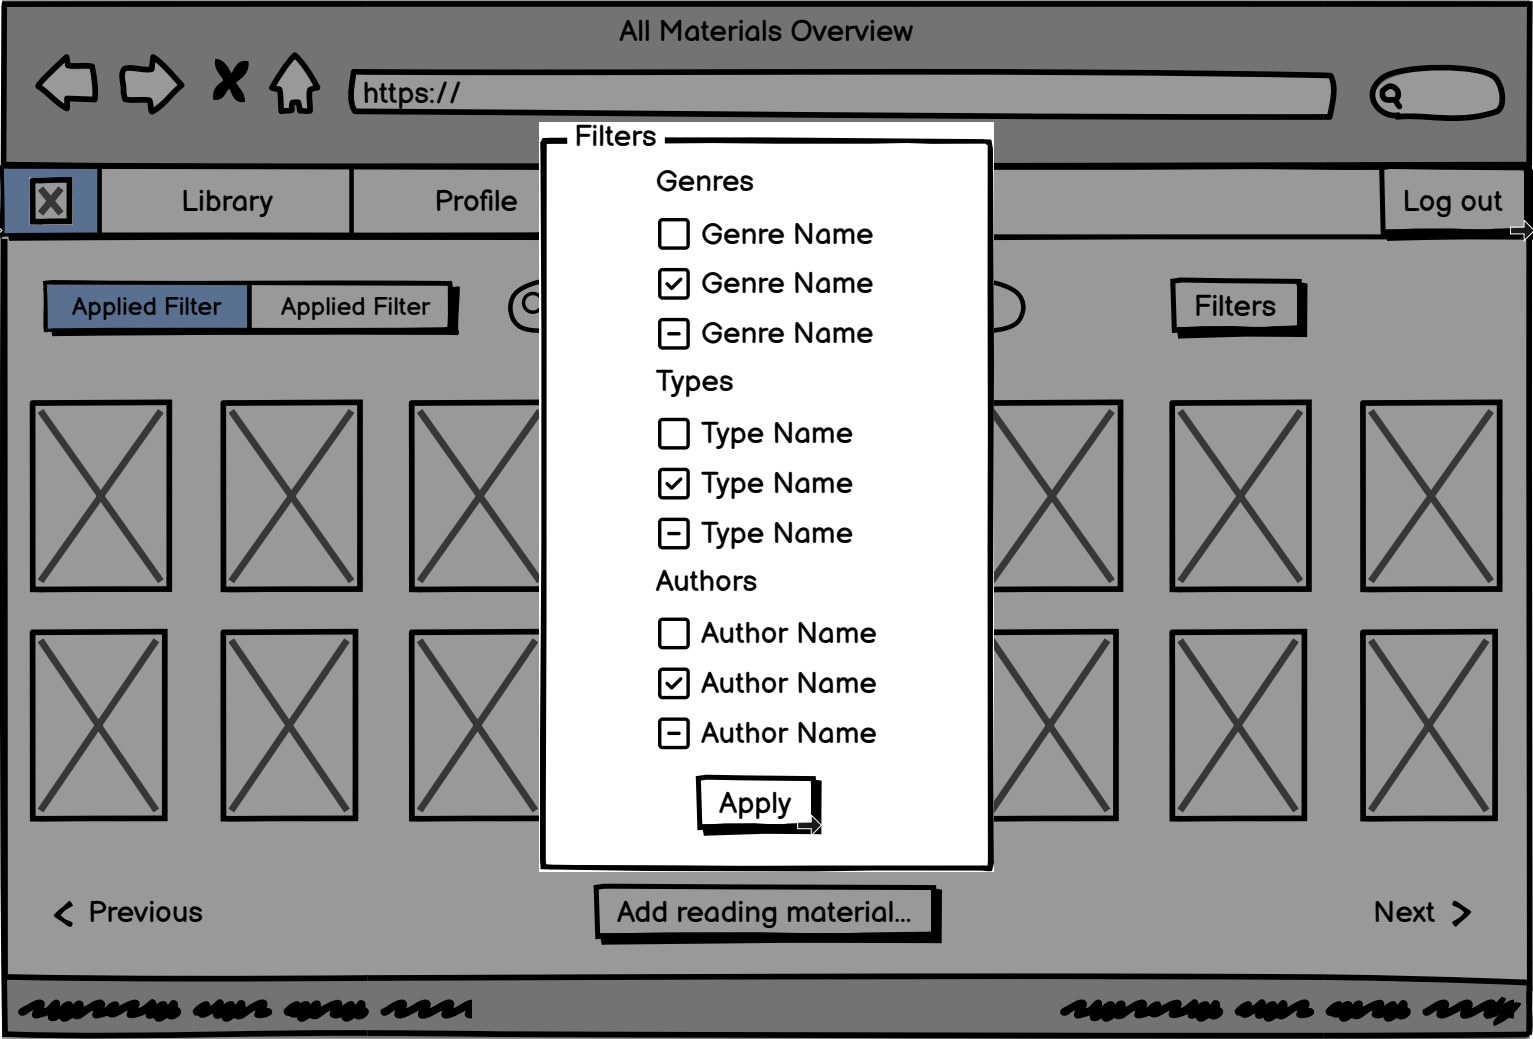 All Materials Overview
https://
Library
Profile
Log out
Applied Filter
Applied Filter
Filters
Filters
Genres
Genre Name
Genre Name
Genre Name
Types
Type Name
Type Name
Type Name
Authors
Author Name
Author Name
Author Name
Apply
Previous
Add reading material...
Next